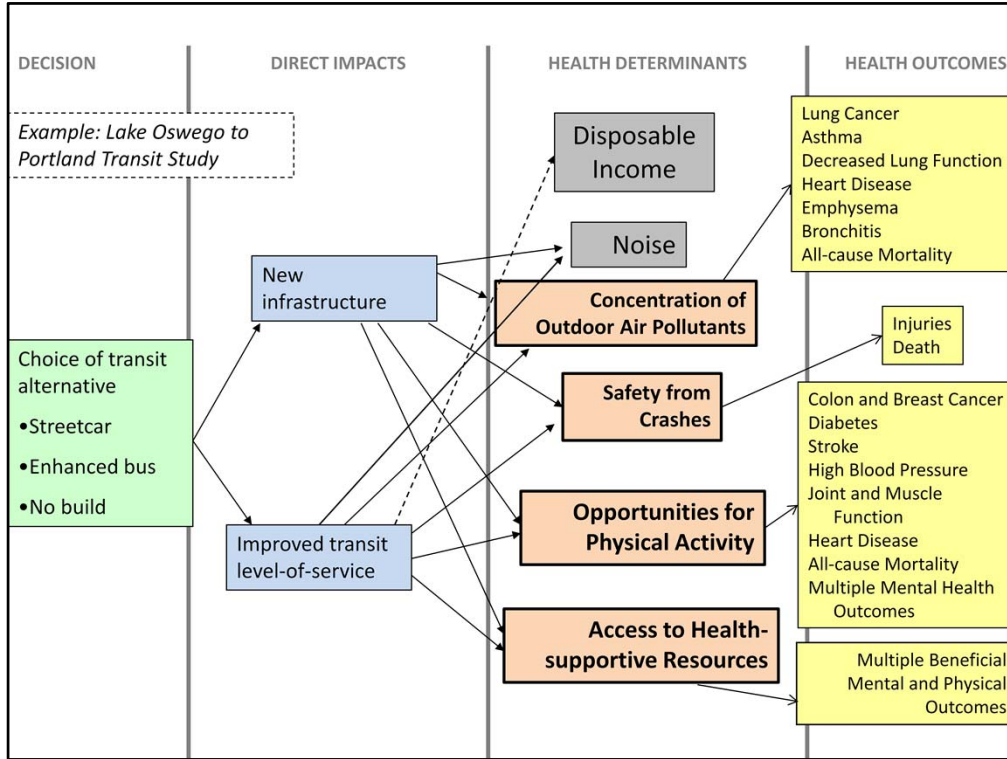 DECISION
DIRECT IMPACTS
HEALTH DETERMINANTS
HEALTH OUTCOMES
Example: Lake Oswego to
Portland Transit Study
Choice of transit
alternative
•Streetcar
•Enhanced bus
•No build
New
infrastructure
Improved transit
level-of-service
Disposable
Income
Noise
Concentration of
Outdoor Air Pollutants
Safety from
Crashes
Opportunities for
Physical Activity
Access to Health-
supportive Resources
Lung Cancer
Asthma
Decreased Lung Function
Heart Disease
Emphysema
Bronchitis
All-cause Mortality
Injuries
Death
Colon and Breast Cancer
Diabetes
Stroke
High Blood Pressure
Joint and Muscle
Function
Heart Disease
All-cause Mortality
Multiple Mental Health
Outcomes
Multiple Beneficial
Mental and Physical
Outcomes